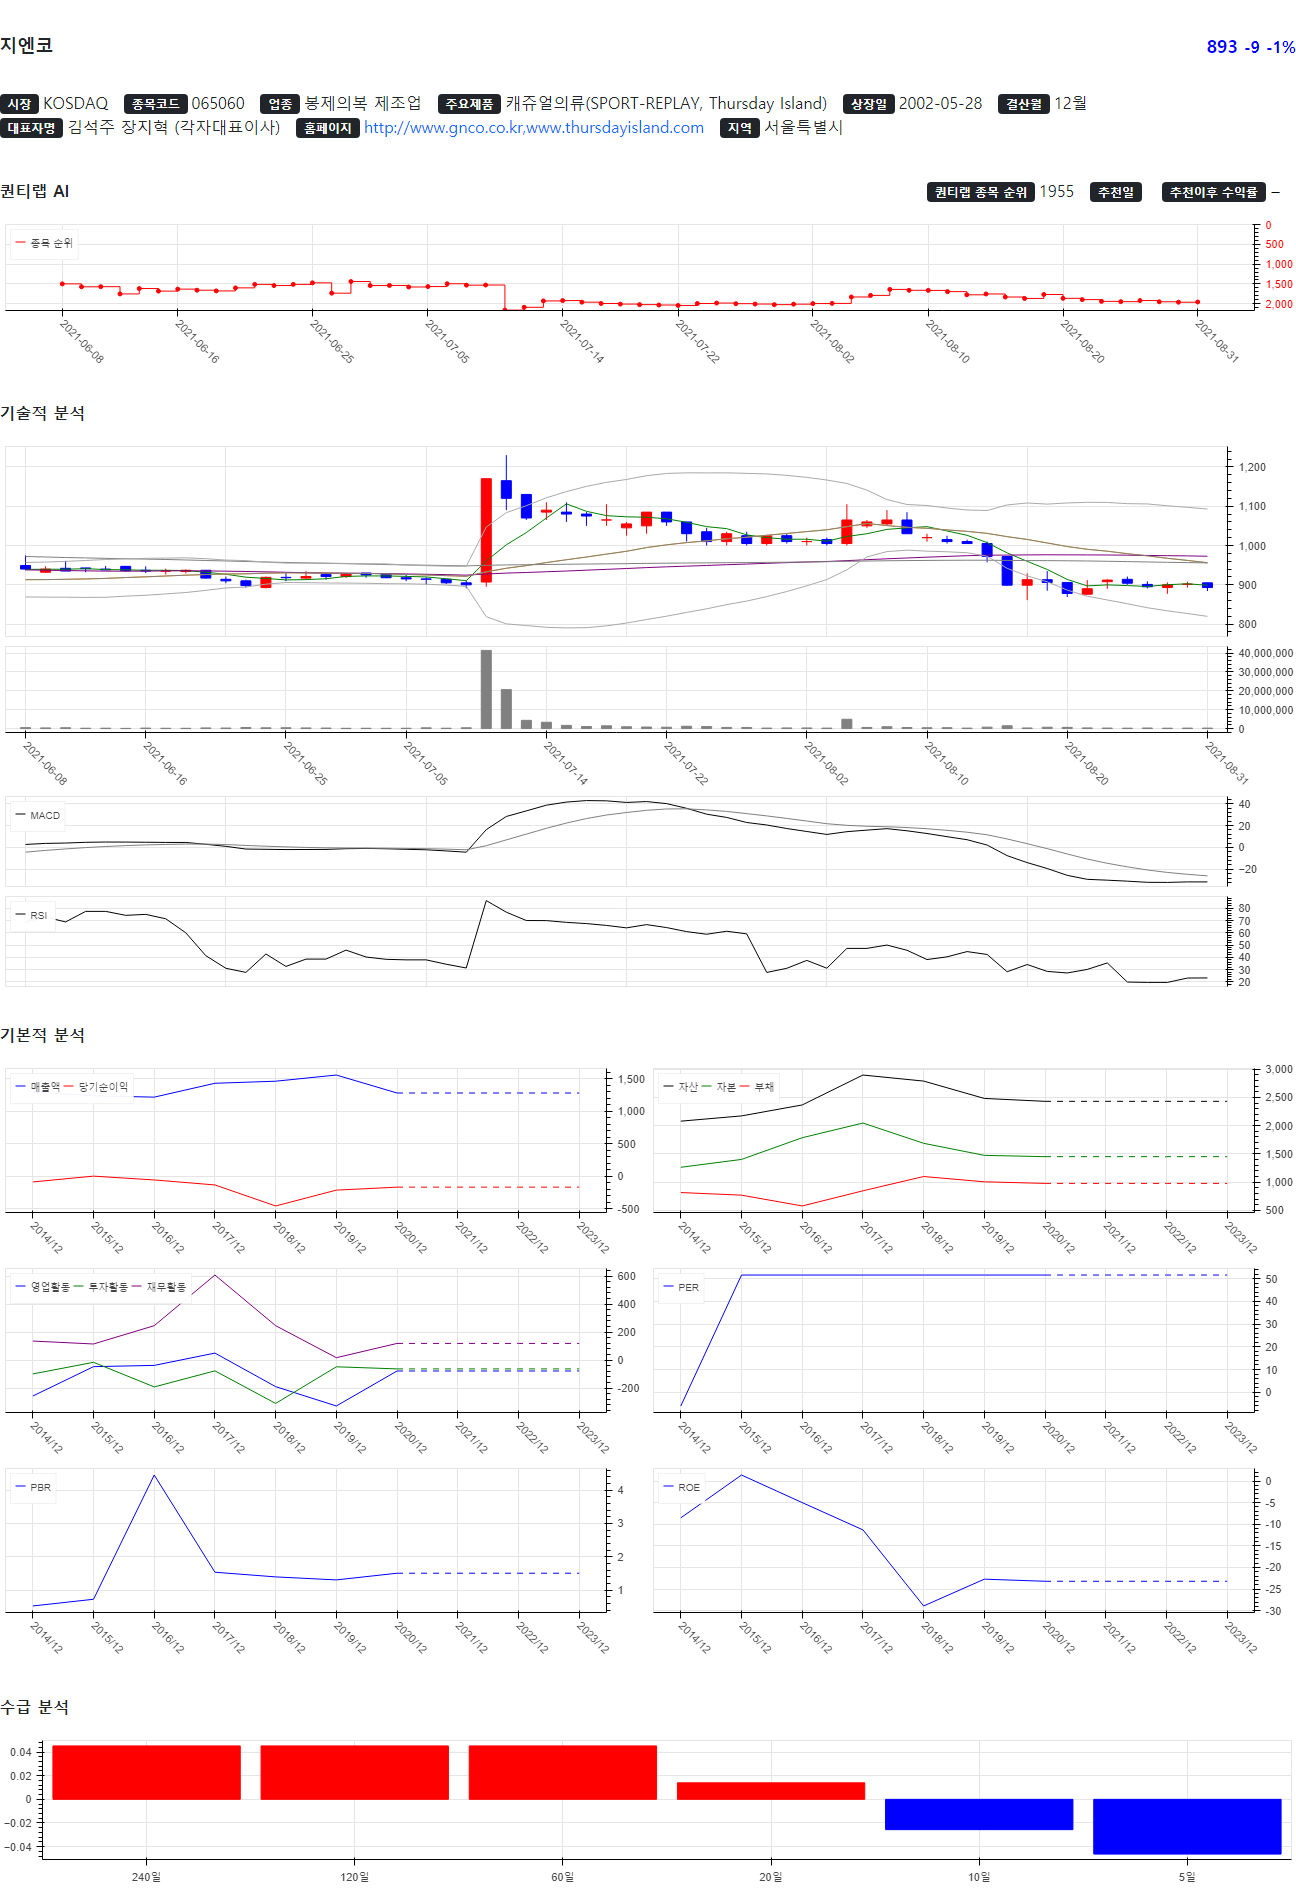 지엔코
893 -9 -1%
시장 KOSDAQ 종목코드 065060 업종 봉제의복 제조업 주요제품 캐쥬얼의류(SPORT-REPLAY, Thursday Island) 상장일 2002-05-28 결산월 12월
대표자명 김석주 장지혁 (각자대표이사) 홈페이지 http://www.gnco.co.kr,www.thursdayisland.com 지역 서울특별시
퀀티랩 AI
퀀티랩 종목 순위 1955 추천일 추천이후 수익률 –
종목 순위
0
500
1,000
1,500
2,000
2021-06-08 2021-06-16 2021-06-25 2021-07-05 2021-07-14 2021-07-22 2021-08-02 2021-08-10 2021-08-20 2021-08-31
기술적 분석
1,200
1,100
1,000
900
800
40,000,000
30,000,000
20,000,000
10,000,000
0
2021-06-08 2021-06-16 2021-06-25 2021-07-05 2021-07-14 2021-07-22 2021-08-02 2021-08-10 2021-08-20 2021-08-31
MACD
40
20
0
−20
RSI
80
70
60
50
40
30
20
기본적 분석
매출액 당기순이익
1,500
1,000
500
0
-500
2014/12 2015/12 2016/12 2017/12 2018/12 2019/12 2020/12 2021/12 2022/12 2023/12
자산 자본 부채
3,000
2,500
2,000
1,500
1,000
500
2014/12 2015/12 2016/12 2017/12 2018/12 2019/12 2020/12 2021/12 2022/12 2023/12
영업활동 투자활동 재무활동
600
400
200
0
-200
2014/12 2015/12 2016/12 2017/12 2018/12 2019/12 2020/12 2021/12 2022/12 2023/12
PER
50
40
30
20
10
0
2014/12 2015/12 2016/12 2017/12 2018/12 2019/12 2020/12 2021/12 2022/12 2023/12
PBR
4
3
2
1
2014/12 2015/12 2016/12 2017/12 2018/12 2019/12 2020/12 2021/12 2022/12 2023/12
ROE
0
-5
-10
-15
-20
-25
-30
2014/12 2015/12 2016/12 2017/12 2018/12 2019/12 2020/12 2021/12 2022/12 2023/12
수급 분석
0.04
0.02
0
−0.02
−0.04
240일 120일 60일 20일 10일 5일